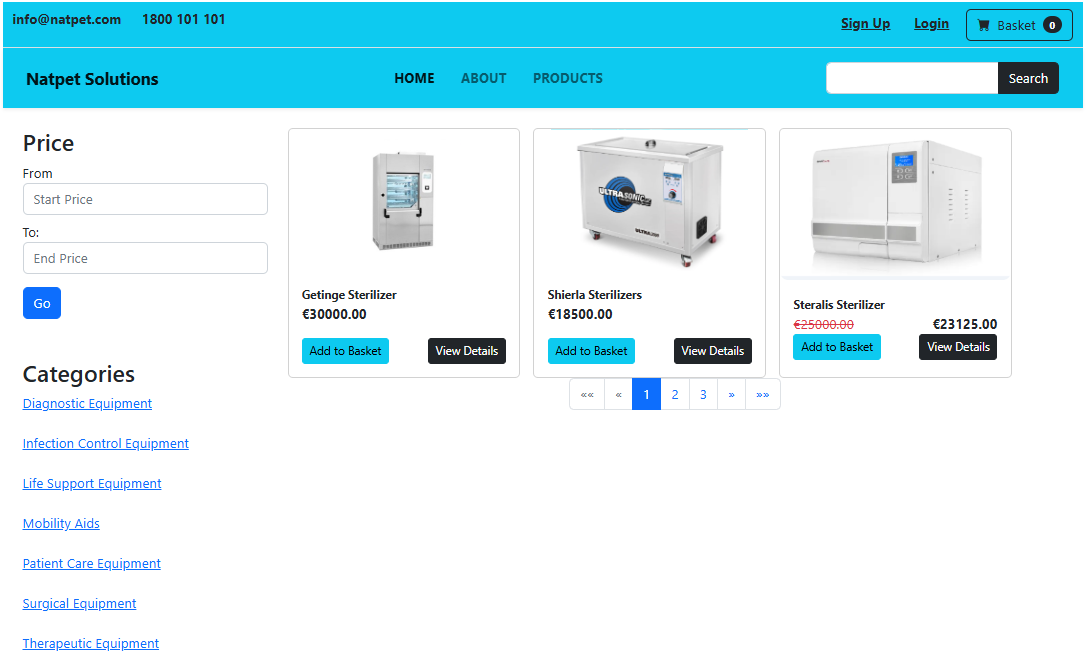 info@natpet.com 1800 101 101 Sign Up Login Basket 0
Natpet Solutions HOME ABOUT PRODUCTS Search
Price
From
Start Price
To:
End Price
Go
Categories
Diagnostic Equipment
Infection Control Equipment
Life Support Equipment
Mobility Aids
Patient Care Equipment
Surgical Equipment
Therapeutic Equipment
Getinge Sterilizer
€30000.00
Add to Basket View Details
ULTRASONIC
Shierla Sterilizers
€18500.00
Add to Basket View Details
Steralis Sterilizer
€25000.00 €23125.00
Add to Basket View Details
«« « 1 2 3 » »»